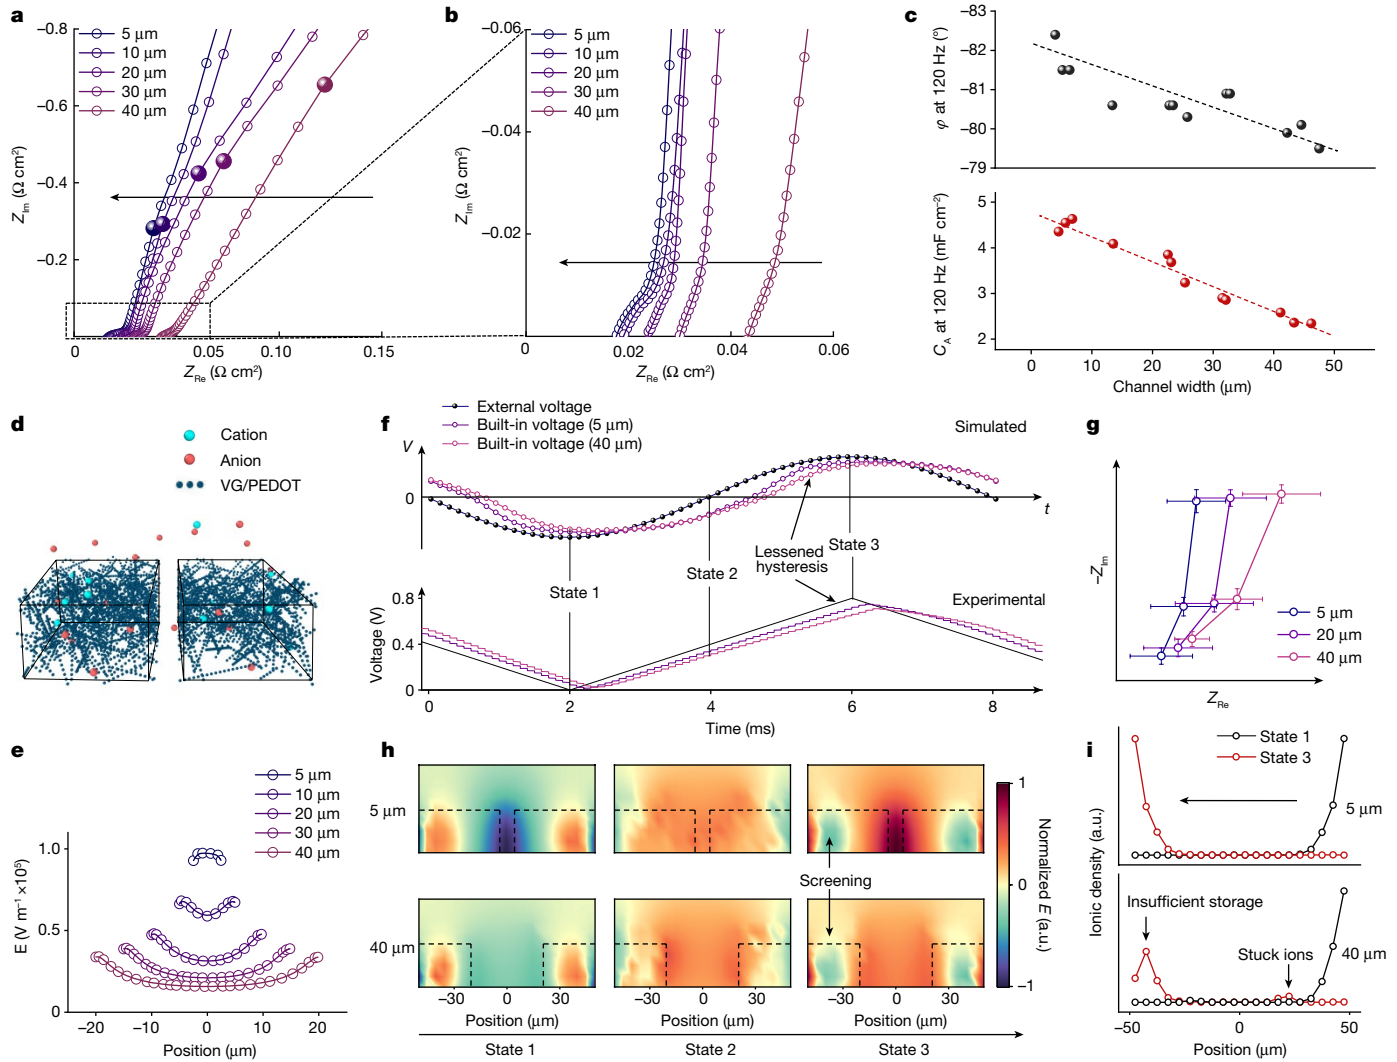 a
−0.8
−0.6
−0.4
−0.2
Z_Im (Ω cm²)
5 μm
10 μm
20 μm
30 μm
40 μm
0
0.05
0.10
0.15
Z_Re (Ω cm²)
b
−0.06
−0.04
−0.02
Z_Im (Ω cm²)
5 μm
10 μm
20 μm
30 μm
40 μm
0
0.02
0.04
0.06
Z_Re (Ω cm²)
c
−83
−82
−81
−80
−79
φ at 120 Hz (°)
5
4
3
2
C_A at 120 Hz (mF cm⁻²)
0
10
20
30
40
50
Channel width (μm)
d
Cation
Anion
VG/PEDOT
e
5 μm
10 μm
20 μm
30 μm
40 μm
1.0
0.5
0
E (V m⁻¹ ×10⁵)
−20
−10
0
10
20
Position (μm)
f
External voltage
Built-in voltage (5 μm)
Built-in voltage (40 μm)
Simulated
V
0
t
Lessened
hysteresis
State 1
State 2
State 3
Experimental
0.8
0.4
0
Voltage (V)
0
2
4
6
8
Time (ms)
g
−Z_Im
5 μm
20 μm
40 μm
Z_Re
h
5 μm
40 μm
Screening
1
0
−1
Normalized E (a.u.)
−30
0
30
−30
0
30
−30
0
30
Position (μm)
Position (μm)
Position (μm)
State 1
State 2
State 3
i
State 1
State 3
5 μm
Insufficient storage
Stuck ions
40 μm
Ionic density (a.u.)
−50
0
50
Position (μm)